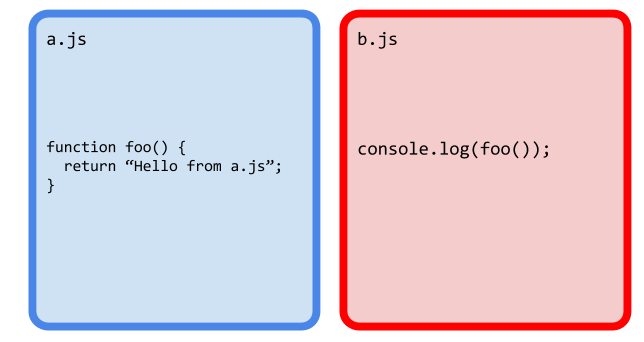 a.js
function foo() {
  return “Hello from a.js”;
}
b.js
console.log(foo());